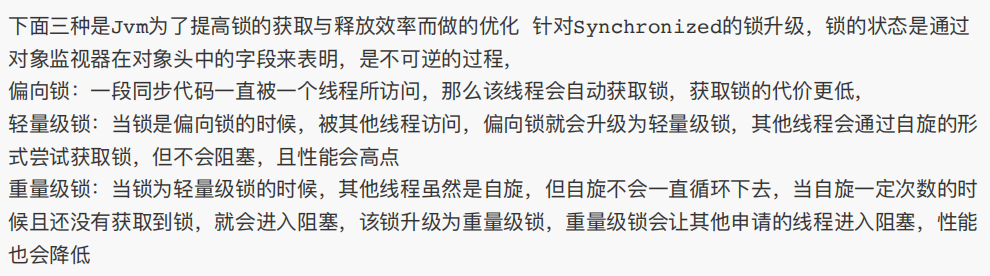 下面三种是Jvm为了提高锁的获取与释放效率而做的优化 针对Synchronized的锁升级，锁的状态是通过
对象监视器在对象头中的字段来表明，是不可逆的过程，
偏向锁：一段同步代码一直被一个线程所访问，那么该线程会自动获取锁，获取锁的代价更低，
轻量级锁：当锁是偏向锁的时候，被其他线程访问，偏向锁就会升级为轻量级锁，其他线程会通过自旋的形
式尝试获取锁，但不会阻塞，且性能会高点
重量级锁：当锁为轻量级锁的时候，其他线程虽然是自旋，但自旋不会一直循环下去，当自旋一定次数的时
候且还没有获取到锁，就会进入阻塞，该锁升级为重量级锁，重量级锁会让其他申请的线程进入阻塞，性能
也会降低